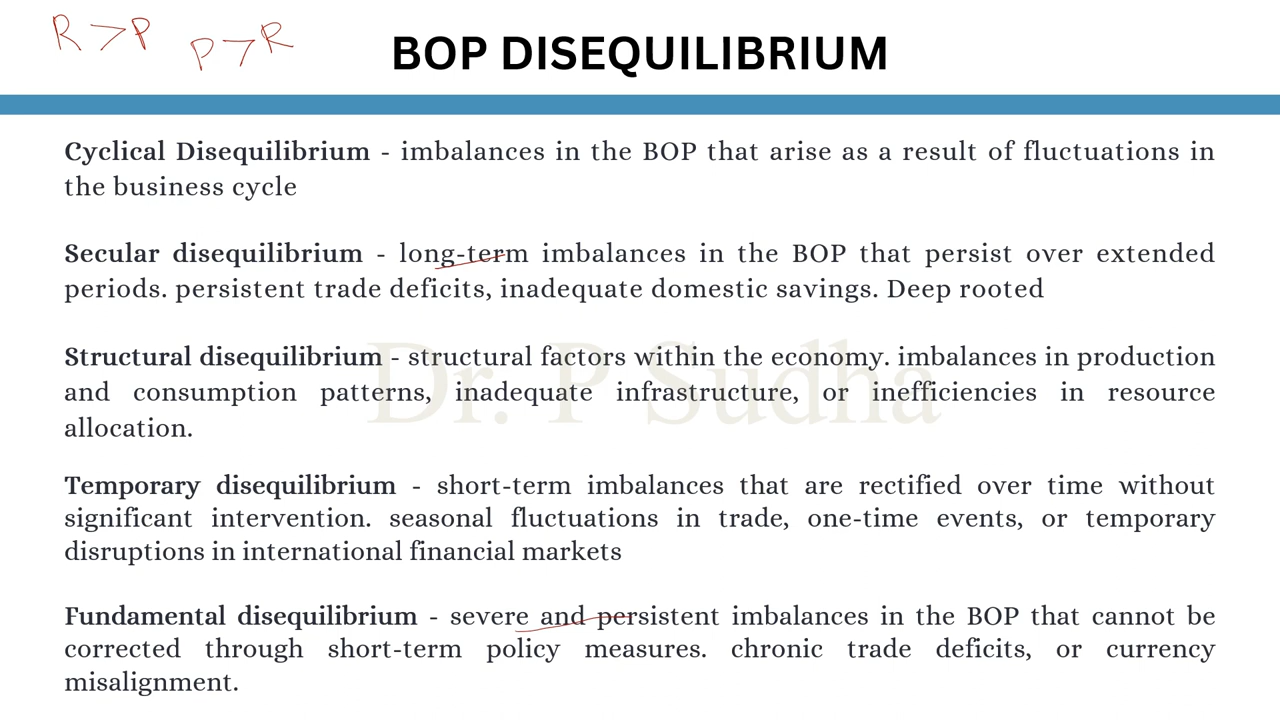 R > P P > R
BOP DISEQUILIBRIUM
Cyclical Disequilibrium - imbalances in the BOP that arise as a result of fluctuations in
the business cycle
Secular disequilibrium - long-term imbalances in the BOP that persist over extended
periods. persistent trade deficits, inadequate domestic savings. Deep rooted
Structural disequilibrium - structural factors within the economy. imbalances in production
and consumption patterns, inadequate infrastructure, or inefficiencies in resource
allocation.
Dr. P Sudha
Temporary disequilibrium - short-term imbalances that are rectified over time without
significant intervention. seasonal fluctuations in trade, one-time events, or temporary
disruptions in international financial markets
Fundamental disequilibrium - severe and persistent imbalances in the BOP that cannot be
corrected through short-term policy measures. chronic trade deficits, or currency
misalignment.